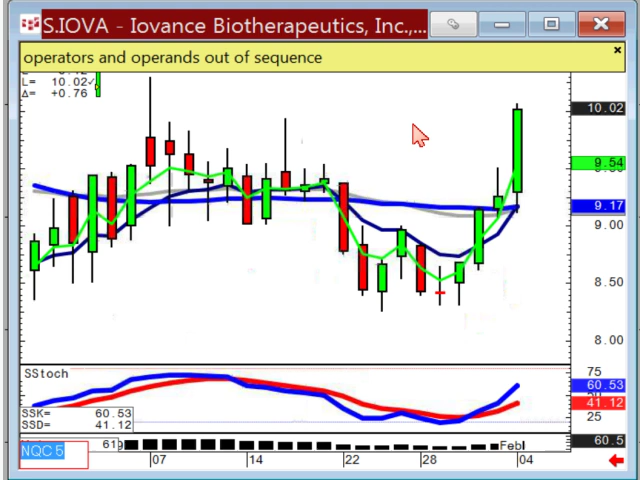 S.IOVA - Iovance Biotherapeutics, Inc.,...
operators and operands out of sequence
L= 10.02
Δ= +0.76
10.02
9.54
9.17
9.00
8.50
8.00
SStoch
75
60.53
41.12
25
SSK= 60.53
SSD= 41.12
619
Feb
60.5
NQC 5
07 14 22 28 04